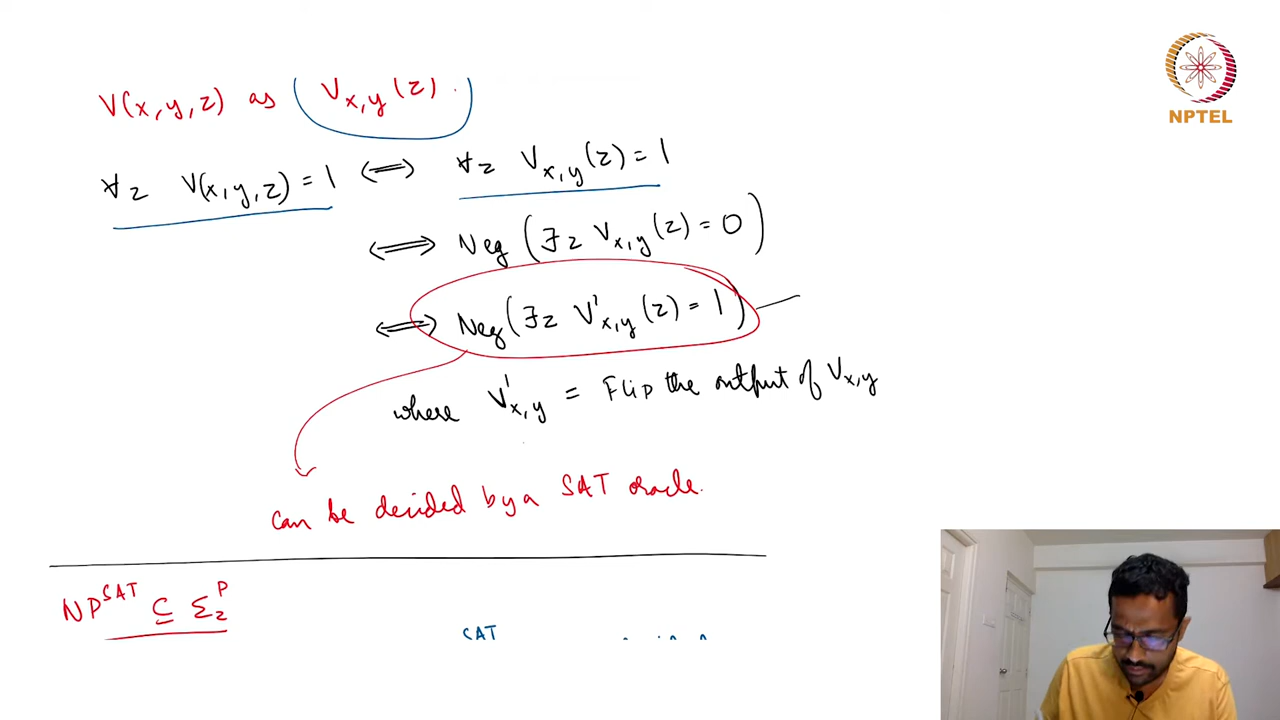 NPTEL
V(x,y,z) as V_{x,y}(z).
∀z V(x,y,z) = 1 ⟺ ∀z V_{x,y}(z) = 1
⟺ Neg(∃z V_{x,y}(z) = 0)
⟺ Neg(∃z V'_{x,y}(z) = 1)
where V'_{x,y} = Flip the output of V_{x,y}
can be decided by a SAT oracle.
NP^{SAT} ⊆ Σ_2^P
SAT